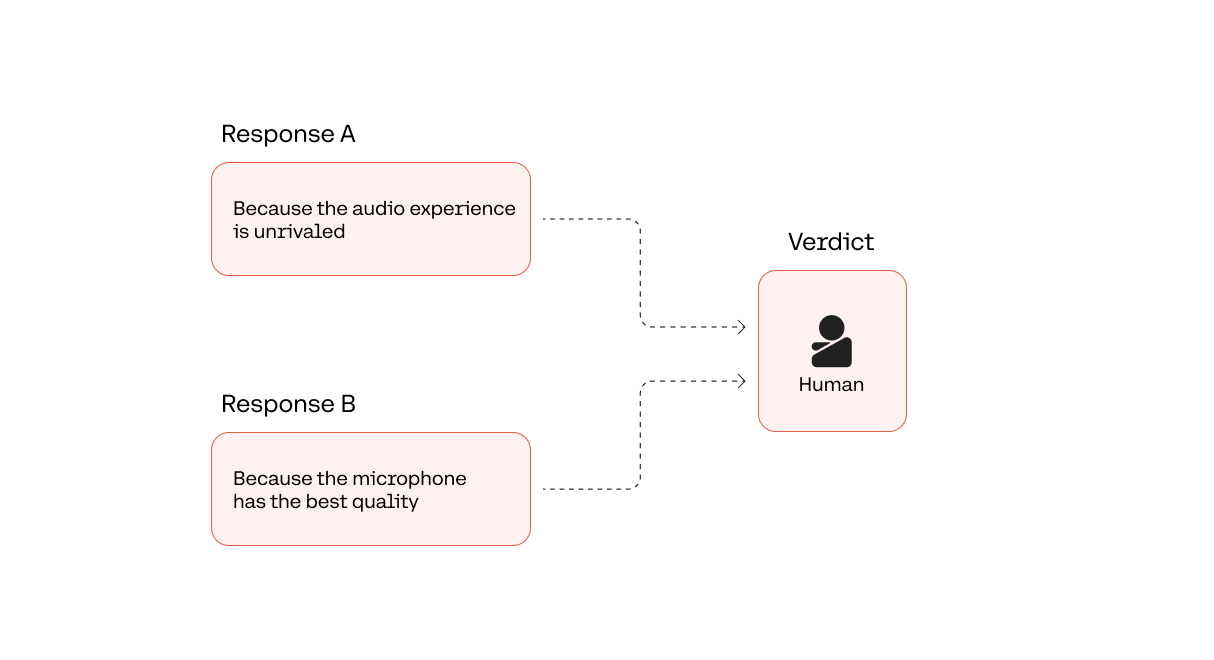 Response A
Because the audio experience
is unrivaled
Verdict
Human
Response B
Because the microphone
has the best quality